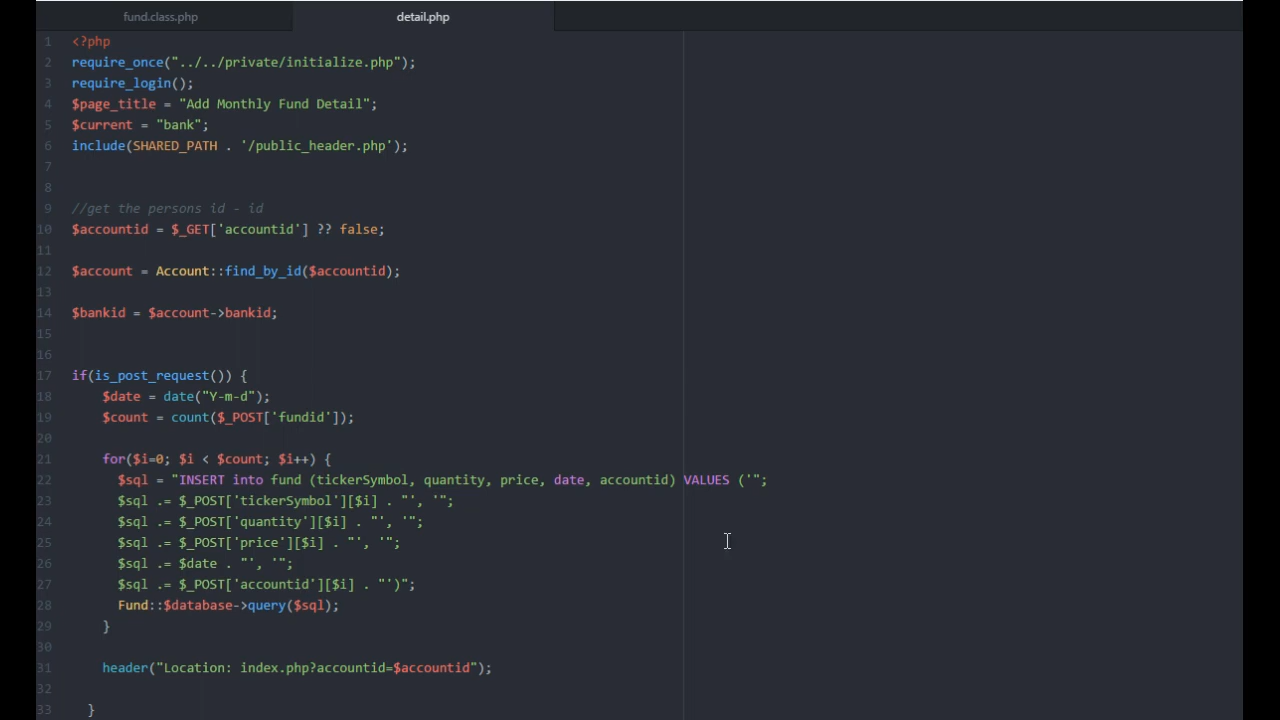 fund.class.php
detail.php
1 <?php
2 require_once("../../private/initialize.php");
3 require_login();
4 $page_title = "Add Monthly Fund Detail";
5 $current = "bank";
6 include(SHARED_PATH . '/public_header.php');
7
8
9 //get the persons id - id
10 $accountid = $_GET['accountid'] ?? false;
11
12 $account = Account::find_by_id($accountid);
13
14 $bankid = $account->bankid;
15
16
17 if(is_post_request()) {
18     $date = date("Y-m-d");
19     $count = count($_POST['fundid']);
20
21     for($i=0; $i < $count; $i++) {
22       $sql = "INSERT into fund (tickerSymbol, quantity, price, date, accountid) VALUES ('";
23       $sql .= $_POST['tickerSymbol'][$i] . "', '";
24       $sql .= $_POST['quantity'][$i] . "', '";
25       $sql .= $_POST['price'][$i] . "', '";
26       $sql .= $date . "', '";
27       $sql .= $_POST['accountid'][$i] . "')";
28       Fund::$database->query($sql);
29     }
30
31     header("Location: index.php?accountid=$accountid");
32
33   }